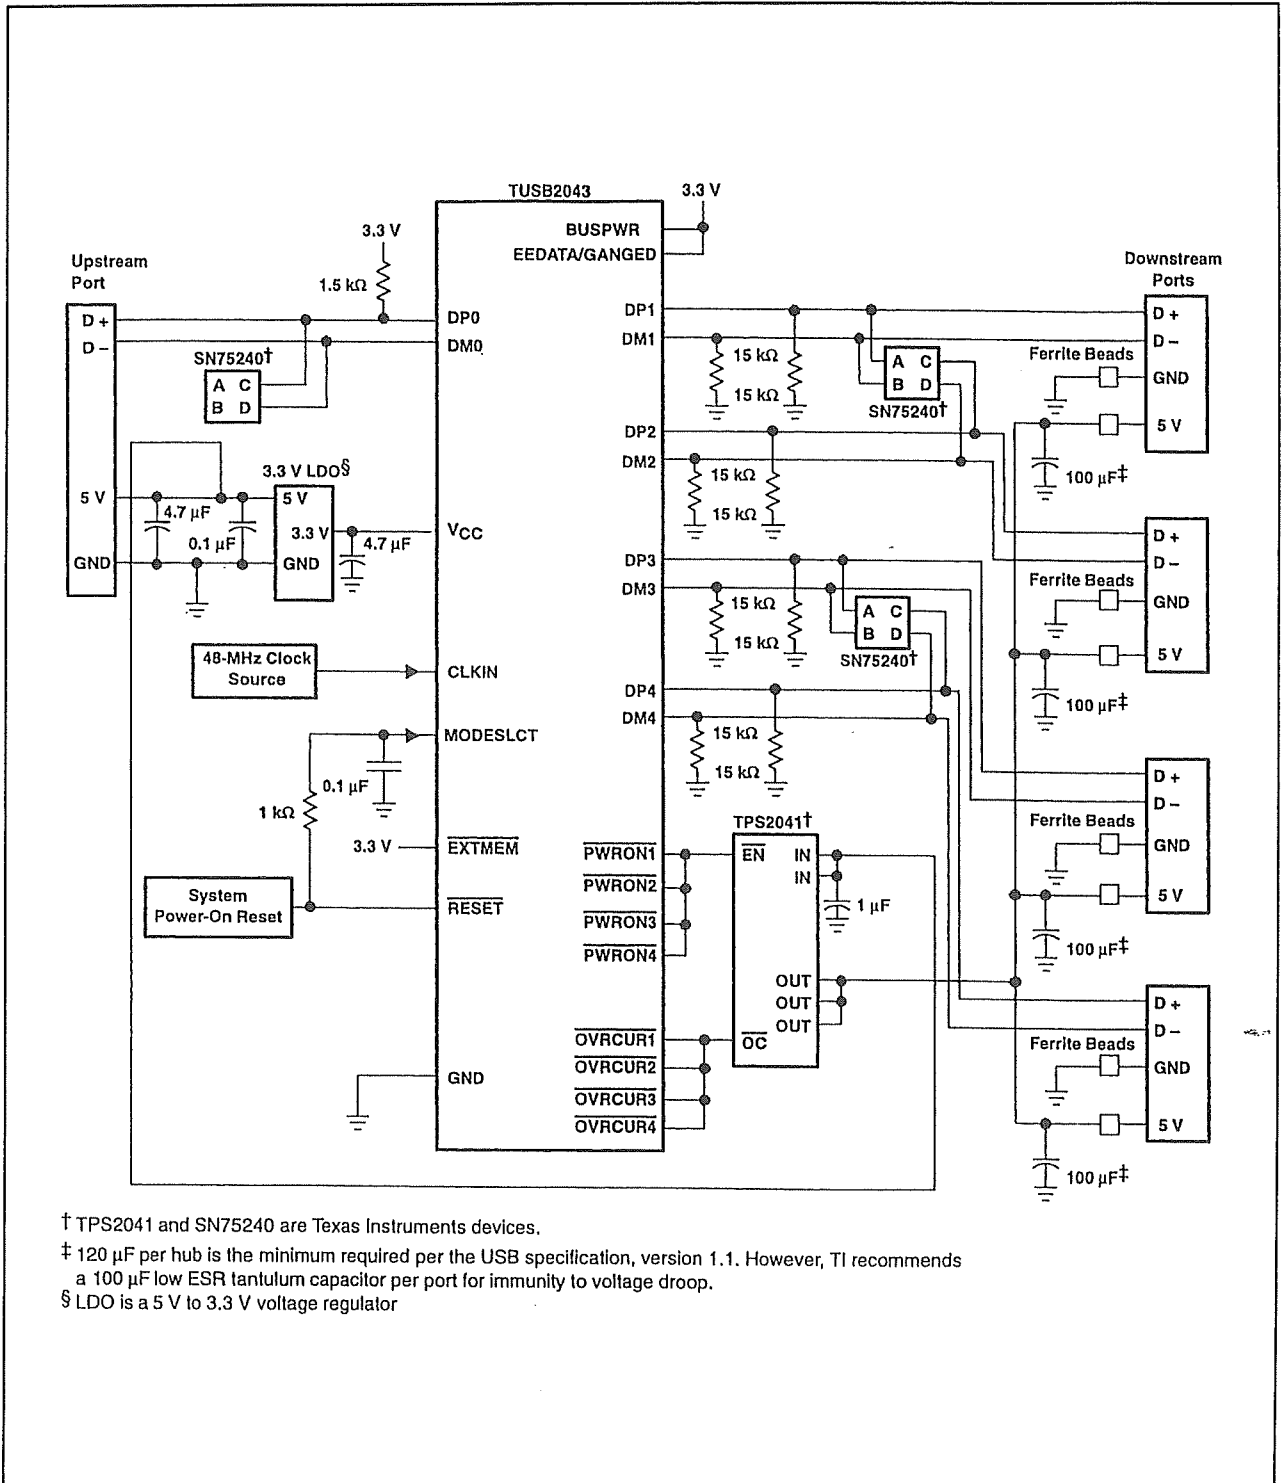 TUSB2043
3.3 V
BUSPWR
EEDATA/GANGED
3.3 V
1.5 kΩ
Upstream
Port
D +
D –
DP0
DM0
SN75240†
A C
B D
3.3 V LDO§
5 V
4.7 µF
0.1 µF
5 V
3.3 V
GND
4.7 µF
VCC
GND
48-MHz Clock
Source
CLKIN
MODESLCT
0.1 µF
1 kΩ
3.3 V
EXTMEM
System
Power-On Reset
RESET
GND
DP1
DM1
15 kΩ
15 kΩ
A C
B D
SN75240†
DP2
DM2
15 kΩ
15 kΩ
DP3
DM3
15 kΩ
15 kΩ
A C
B D
SN75240†
DP4
DM4
15 kΩ
15 kΩ
TPS2041†
PWRON1
PWRON2
PWRON3
PWRON4
EN
IN
IN
1 µF
OUT
OUT
OUT
OC
OVRCUR1
OVRCUR2
OVRCUR3
OVRCUR4
Downstream
Ports
D +
D –
Ferrite Beads
GND
5 V
100 µF‡
D +
D –
Ferrite Beads
GND
5 V
100 µF‡
D +
D –
Ferrite Beads
GND
5 V
100 µF‡
D +
D –
Ferrite Beads
GND
5 V
100 µF‡
† TPS2041 and SN75240 are Texas Instruments devices.
‡ 120 µF per hub is the minimum required per the USB specification, version 1.1. However, TI recommends
a 100 µF low ESR tantulum capacitor per port for immunity to voltage droop.
§ LDO is a 5 V to 3.3 V voltage regulator